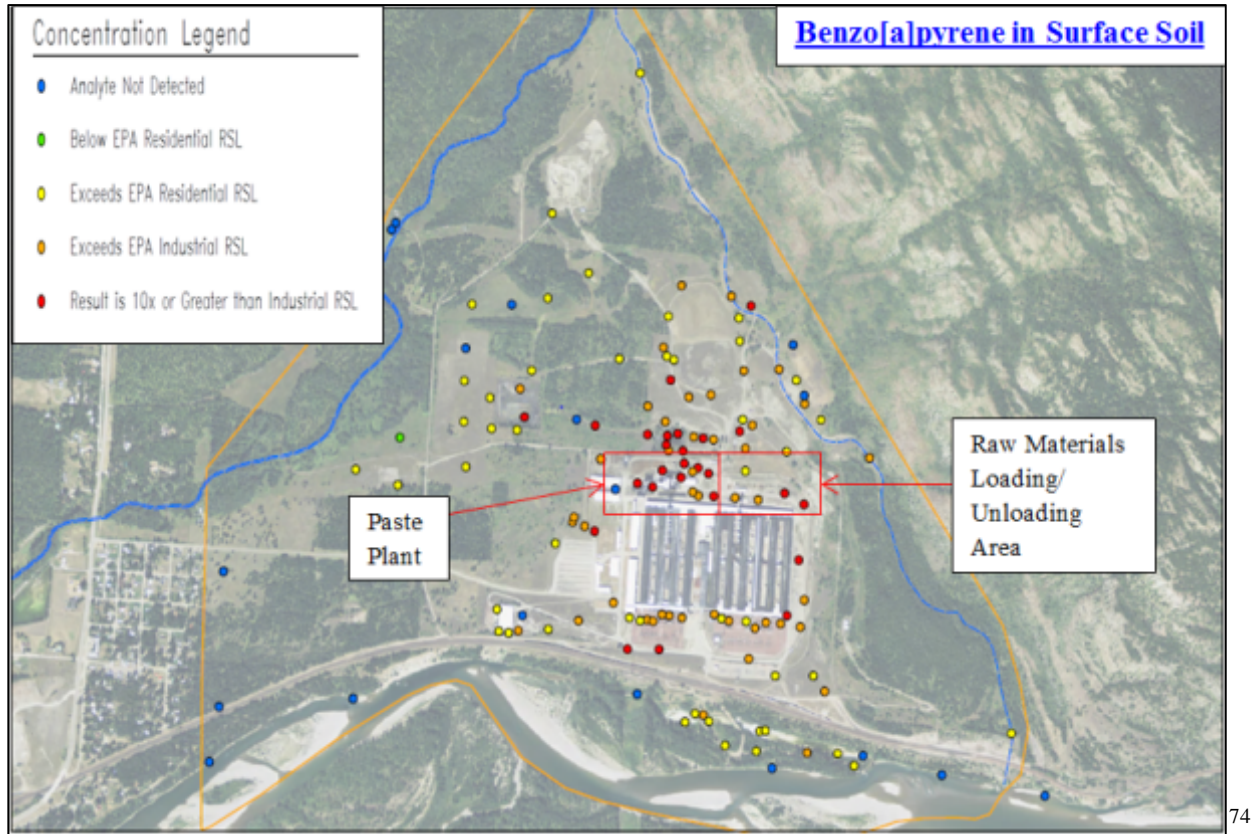 Benzo[a]pyrene in Surface Soil
Concentration Legend
Analyte Not Detected
Below EPA Residential RSL
Exceeds EPA Residential RSL
Exceeds EPA Industrial RSL
Result is 10x or Greater than Industrial RSL
Raw Materials
Loading/
Unloading
Area
Paste
Plant
74